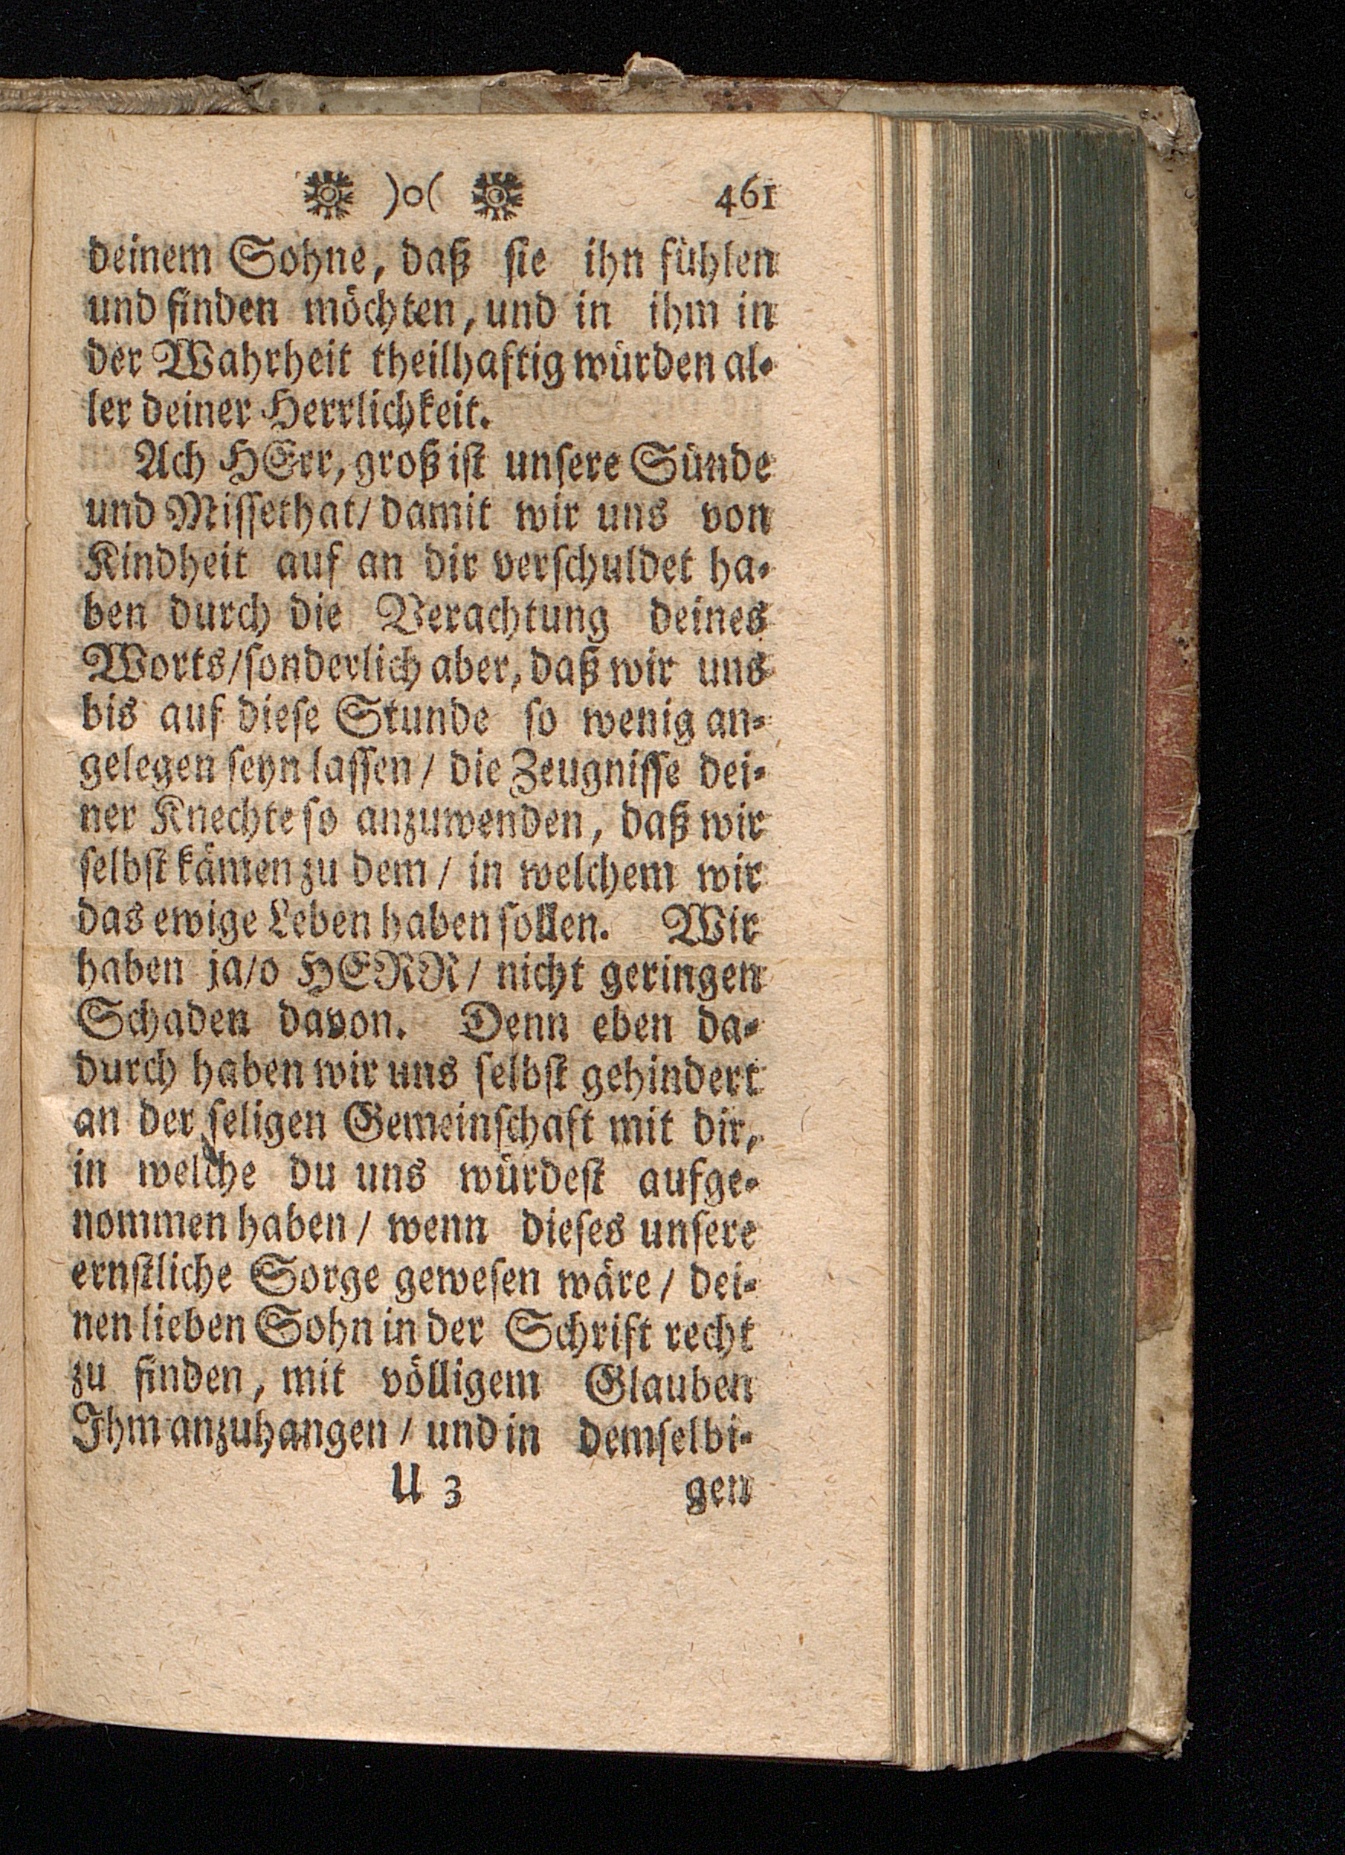 )o( 461
deinem Sohne, daß sie ihn fühlen
und finden möchten, und in ihm in
der Wahrheit theilhaftig würden al-
ler deiner Herrlichkeit.
Ach HErr, groß ist unsere Sünde
und Missethat/ damit wir uns von
Kindheit auf an dir verschuldet ha-
ben durch die Verachtung deines
Worts/ sonderlich aber, daß wir uns
bis auf diese Stunde so wenig an-
gelegen seyn lassen / die Zeugnisse dei-
ner Knechte so anzuwenden, daß wir
selbst kämen zu dem / in welchem wir
das ewige Leben haben sollen. Wir
haben ja/o HERR / nicht geringen
Schaden davon. Denn eben da-
durch haben wir uns selbst gehindert
an der seligen Gemeinschaft mit dir,
in welche du uns würdest aufge-
nommen haben / wenn dieses unsere
ernstliche Sorge gewesen wäre / dei-
nen lieben Sohn in der Schrift recht
zu finden, mit völligem Glauben
Ihm anzuhangen / und in demselbi-
U 3 gen